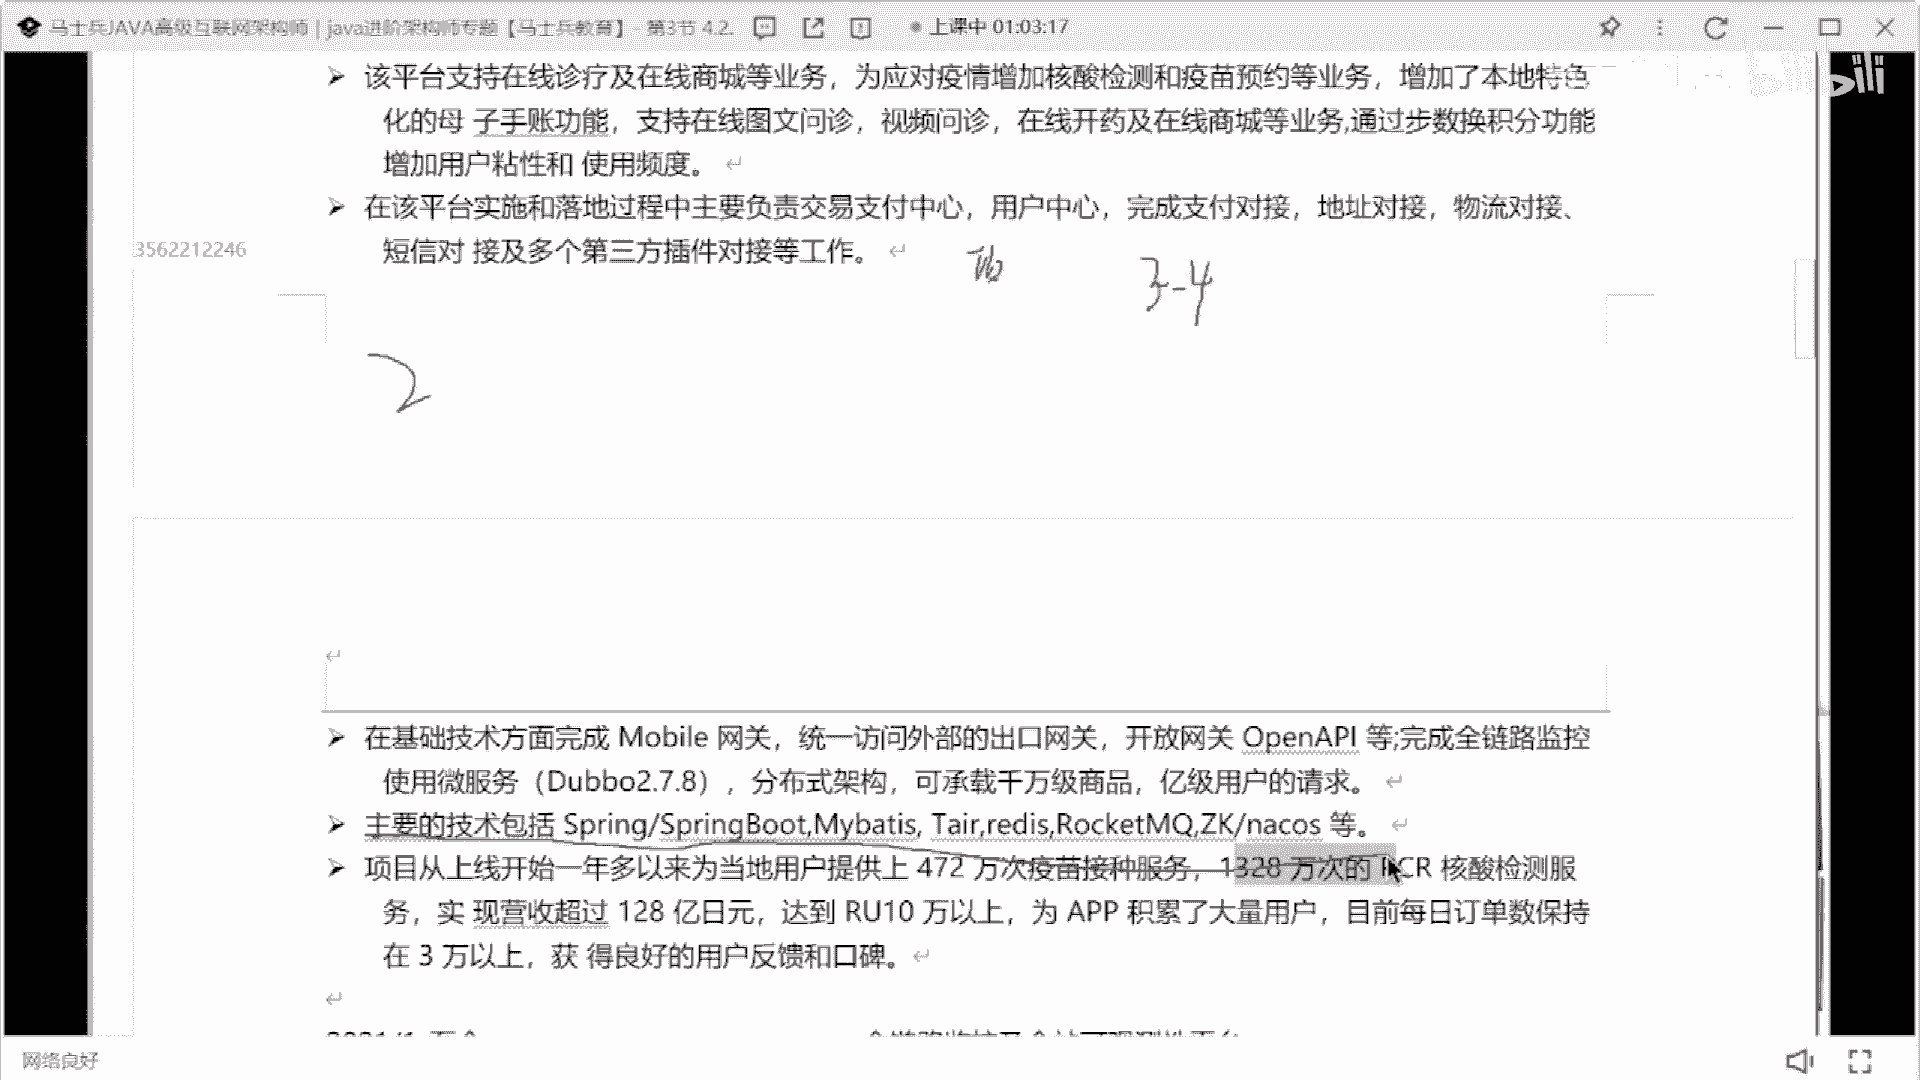 马士兵JAVA高级互联网架构师 | java进阶架构师专题【马士兵教育】 - 第3节 4.2. 上课中 01:03:17
bilibili
➢ 该平台支持在线诊疗及在线商城等业务，为应对疫情增加核酸检测和疫苗预约等业务，增加了本地特色
化的母 子手账功能，支持在线图文问诊，视频问诊，在线开药及在线商城等业务,通过步数换积分功能
增加用户粘性和 使用频度。
➢ 在该平台实施和落地过程中主要负责交易支付中心，用户中心，完成支付对接，地址对接，物流对接、
短信对 接及多个第三方插件对接等工作。
3562212246
3-4
2
➢ 在基础技术方面完成 Mobile 网关，统一访问外部的出口网关，开放网关 OpenAPI 等;完成全链路监控
使用微服务（Dubbo2.7.8），分布式架构，可承载千万级商品，亿级用户的请求。
➢ 主要的技术包括 Spring/SpringBoot,Mybatis, Tair,redis,RocketMQ,ZK/nacos 等。
➢ 项目从上线开始一年多以来为当地用户提供上 472 万次疫苗接种服务，1328 万次的 PCR 核酸检测服
务，实 现营收超过 128 亿日元，达到 RU10 万以上，为 APP 积累了大量用户，目前每日订单数保持
在 3 万以上，获 得良好的用户反馈和口碑。
网络良好